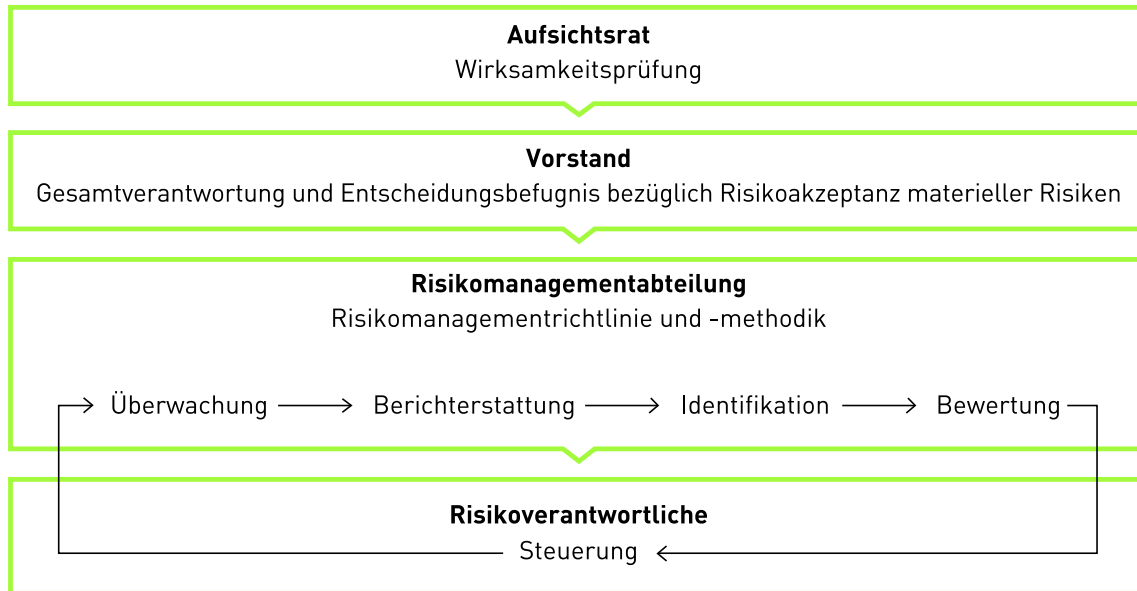 Aufsichtsrat
Wirksamkeitsprüfung
Vorstand
Gesamtverantwortung und Entscheidungsbefugnis bezüglich Risikoakzeptanz materieller Risiken
Risikomanagementabteilung
Risikomanagementrichtlinie und -methodik
Überwachung Berichterstattung Identifikation Bewertung
Risikoverantwortliche
Steuerung